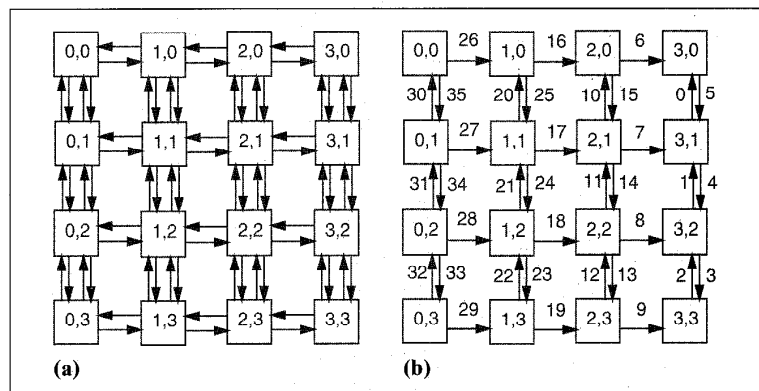 0,0 1,0 2,0 3,0
0,1 1,1 2,1 3,1
0,2 1,2 2,2 3,2
0,3 1,3 2,3 3,3
(a)
0,0 26 1,0 16 2,0 6 3,0
30 35 20 25 10 15 0 5
0,1 27 1,1 17 2,1 7 3,1
31 34 21 24 11 14 1 4
0,2 28 1,2 18 2,2 8 3,2
32 33 22 23 12 13 2 3
0,3 29 1,3 19 2,3 9 3,3
(b)